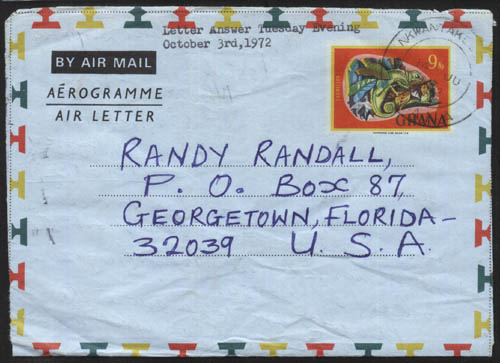 Letter Answer Tuesday Evening
October 3rd,1972
BY AIR MAIL
AÉROGRAMME
AIR LETTER
9
GHANA
RANDY RANDALL,
P. O. BOX 87,
GEORGETOWN, FLORIDA-
32039 U. S. A.